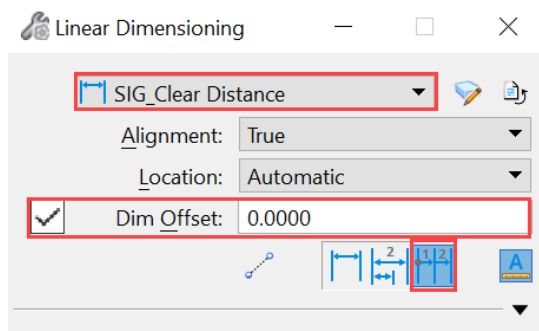 Linear Dimensioning
SIG_Clear Distance
Alignment: True
Location: Automatic
Dim Offset: 0.0000
2 1 2 A